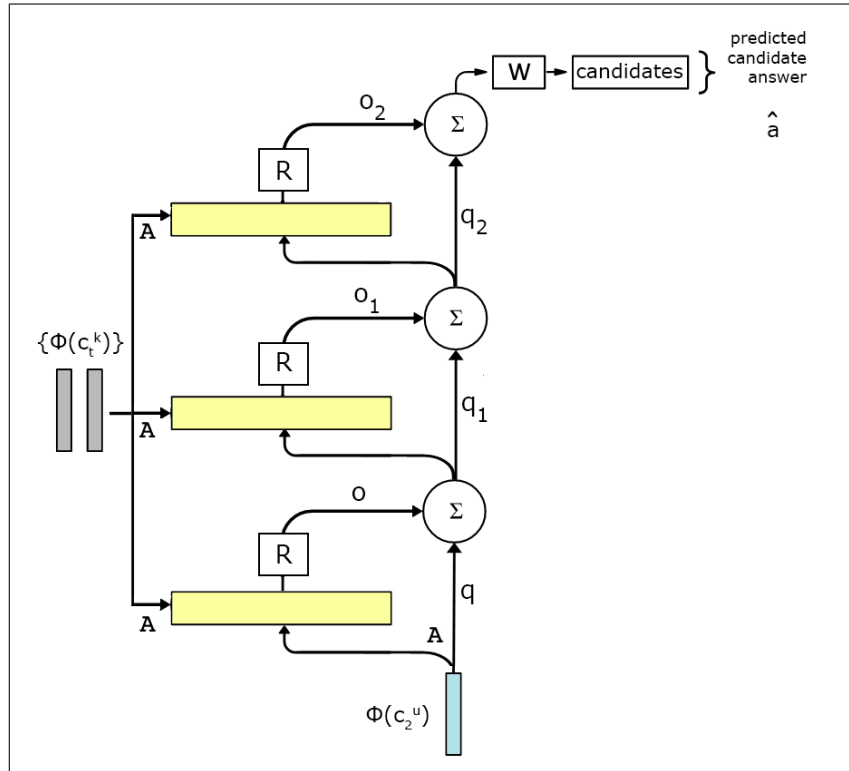 predicted
candidate
answer
W
candidates
}
â
o₂
Σ
R
q₂
A
o₁
Σ
{Φ(cₜᵏ)}
R
q₁
A
o
Σ
R
q
A
A
Φ(c₂ᵘ)